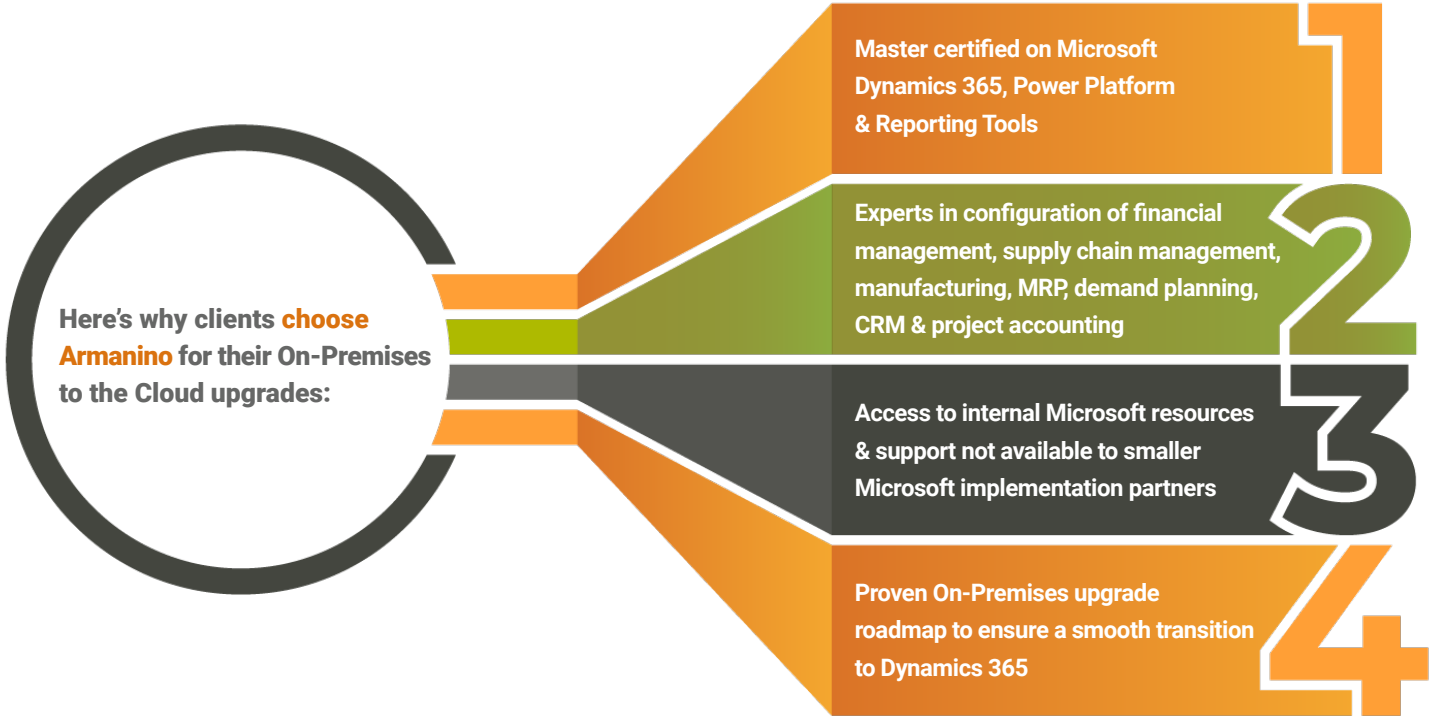 Here’s why clients choose
Armanino for their On-Premises
to the Cloud upgrades:
Master certified on Microsoft
Dynamics 365, Power Platform
& Reporting Tools
1
Experts in configuration of financial
management, supply chain management,
manufacturing, MRP, demand planning,
CRM & project accounting
2
Access to internal Microsoft resources
& support not available to smaller
Microsoft implementation partners
3
Proven On-Premises upgrade
roadmap to ensure a smooth transition
to Dynamics 365
4